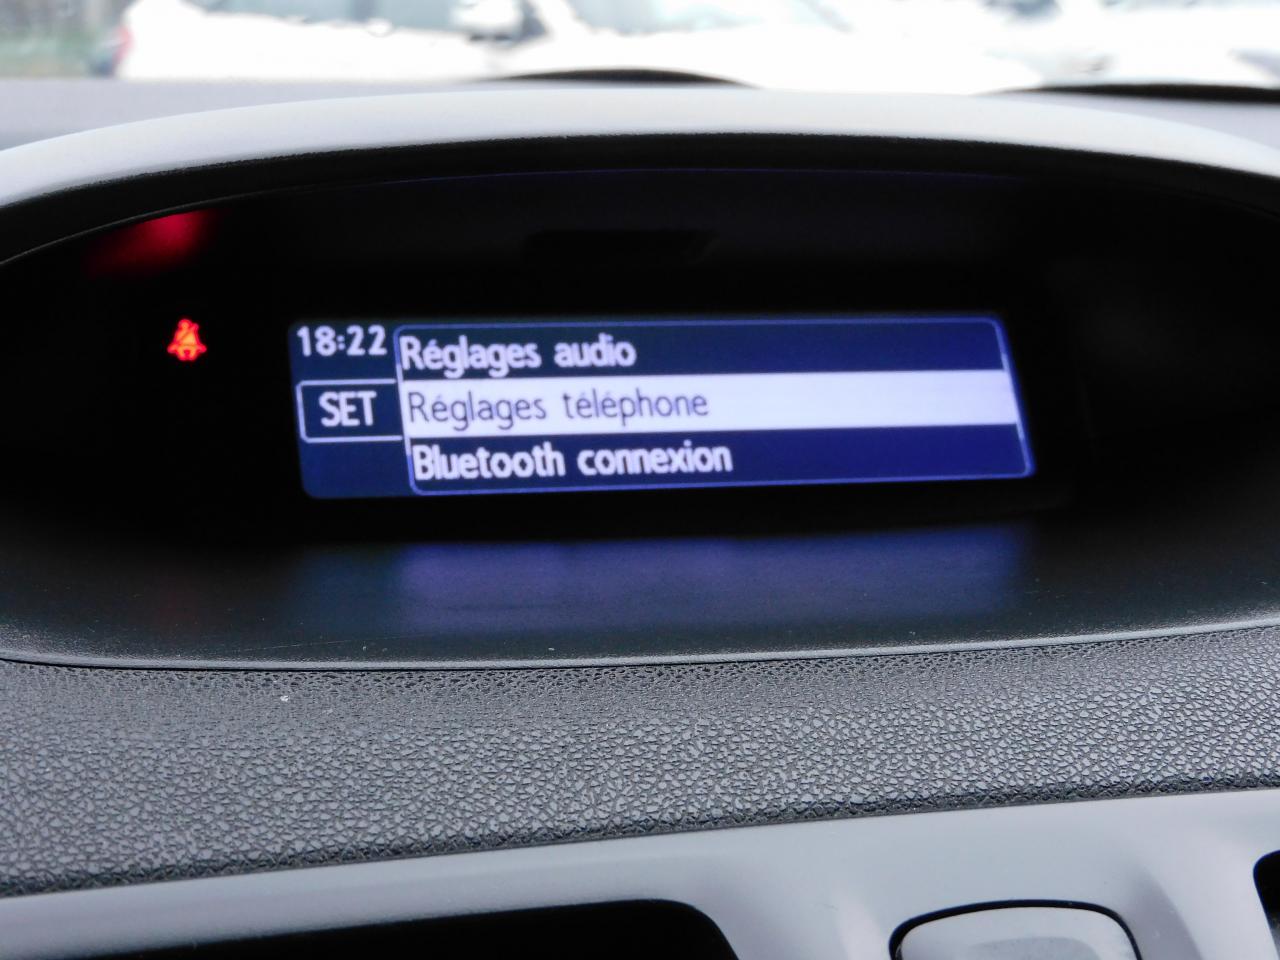 18:22
Réglages audio
SET
Réglages téléphone
Bluetooth connexion